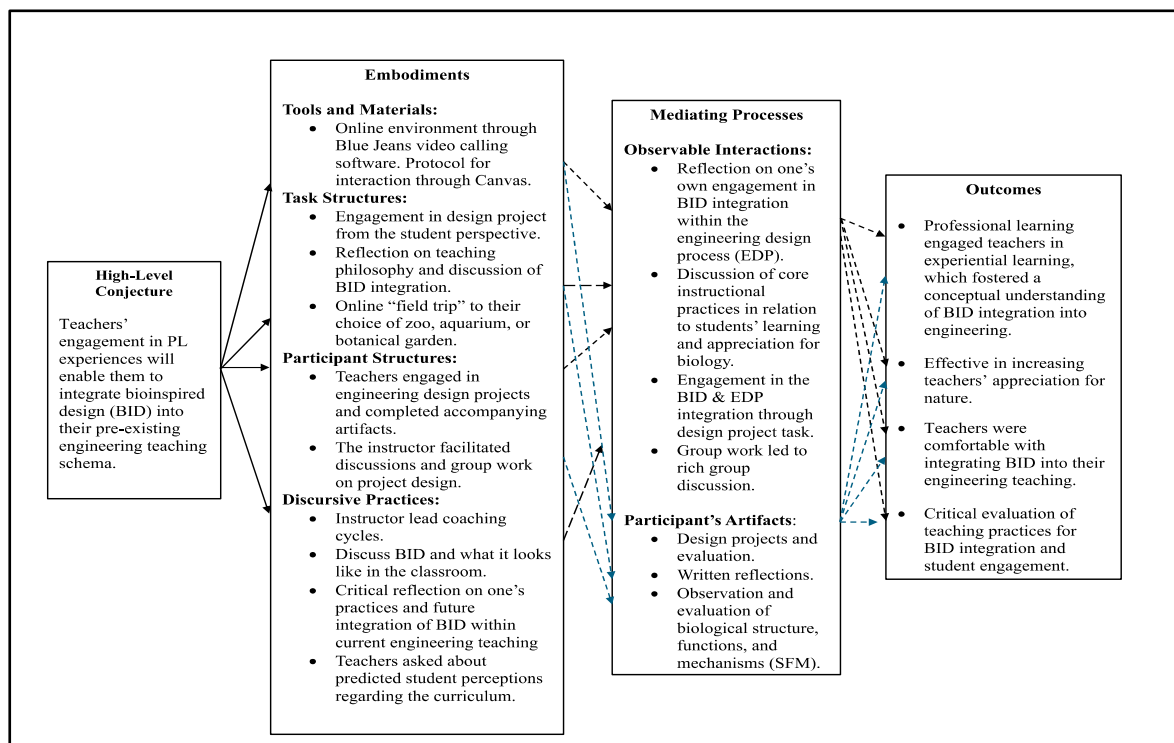 High-Level
Conjecture
Teachers’
engagement in PL
experiences will
enable them to
integrate bioinspired
design (BID) into
their pre-existing
engineering teaching
schema.
Embodiments
Tools and Materials:
• Online environment through
Blue Jeans video calling
software. Protocol for
interaction through Canvas.
Task Structures:
• Engagement in design project
from the student perspective.
• Reflection on teaching
philosophy and discussion of
BID integration.
• Online “field trip” to their
choice of zoo, aquarium, or
botanical garden.
Participant Structures:
• Teachers engaged in
engineering design projects
and completed accompanying
artifacts.
• The instructor facilitated
discussions and group work
on project design.
Discursive Practices:
• Instructor lead coaching
cycles.
• Discuss BID and what it looks
like in the classroom.
• Critical reflection on one’s
practices and future
integration of BID within
current engineering teaching
• Teachers asked about
predicted student perceptions
regarding the curriculum.
Mediating Processes
Observable Interactions:
• Reflection on one’s
own engagement in
BID integration
within the
engineering design
process (EDP).
• Discussion of core
instructional
practices in relation
to students’ learning
and appreciation for
biology.
• Engagement in the
BID & EDP
integration through
design project task.
• Group work led to
rich group
discussion.
Participant’s Artifacts:
• Design projects and
evaluation.
• Written reflections.
• Observation and
evaluation of
biological structure,
functions, and
mechanisms (SFM).
Outcomes
• Professional learning
engaged teachers in
experiential learning,
which fostered a
conceptual understanding
of BID integration into
engineering.
• Effective in increasing
teachers’ appreciation for
nature.
• Teachers were
comfortable with
integrating BID into their
engineering teaching.
• Critical evaluation of
teaching practices for
BID integration and
student engagement.